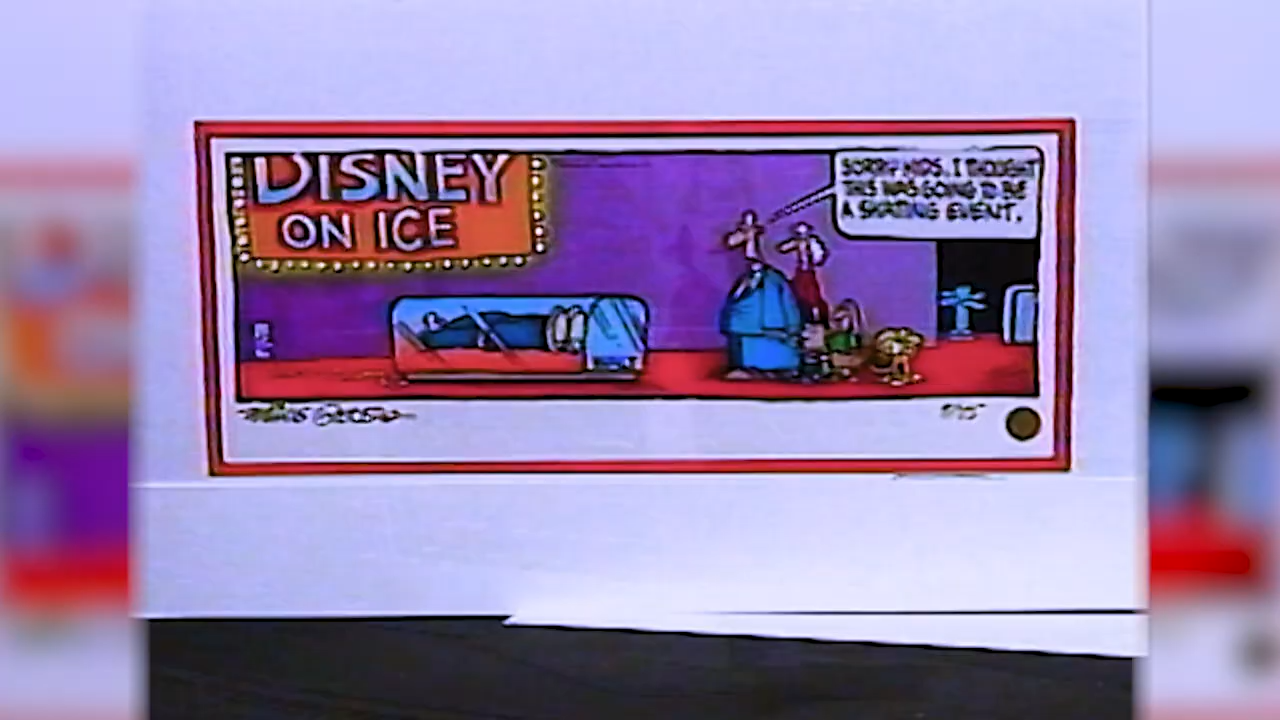 DISNEY
ON ICE
SORRY KIDS. I THOUGHT
THIS WAS GOING TO BE
A SKATING EVENT.